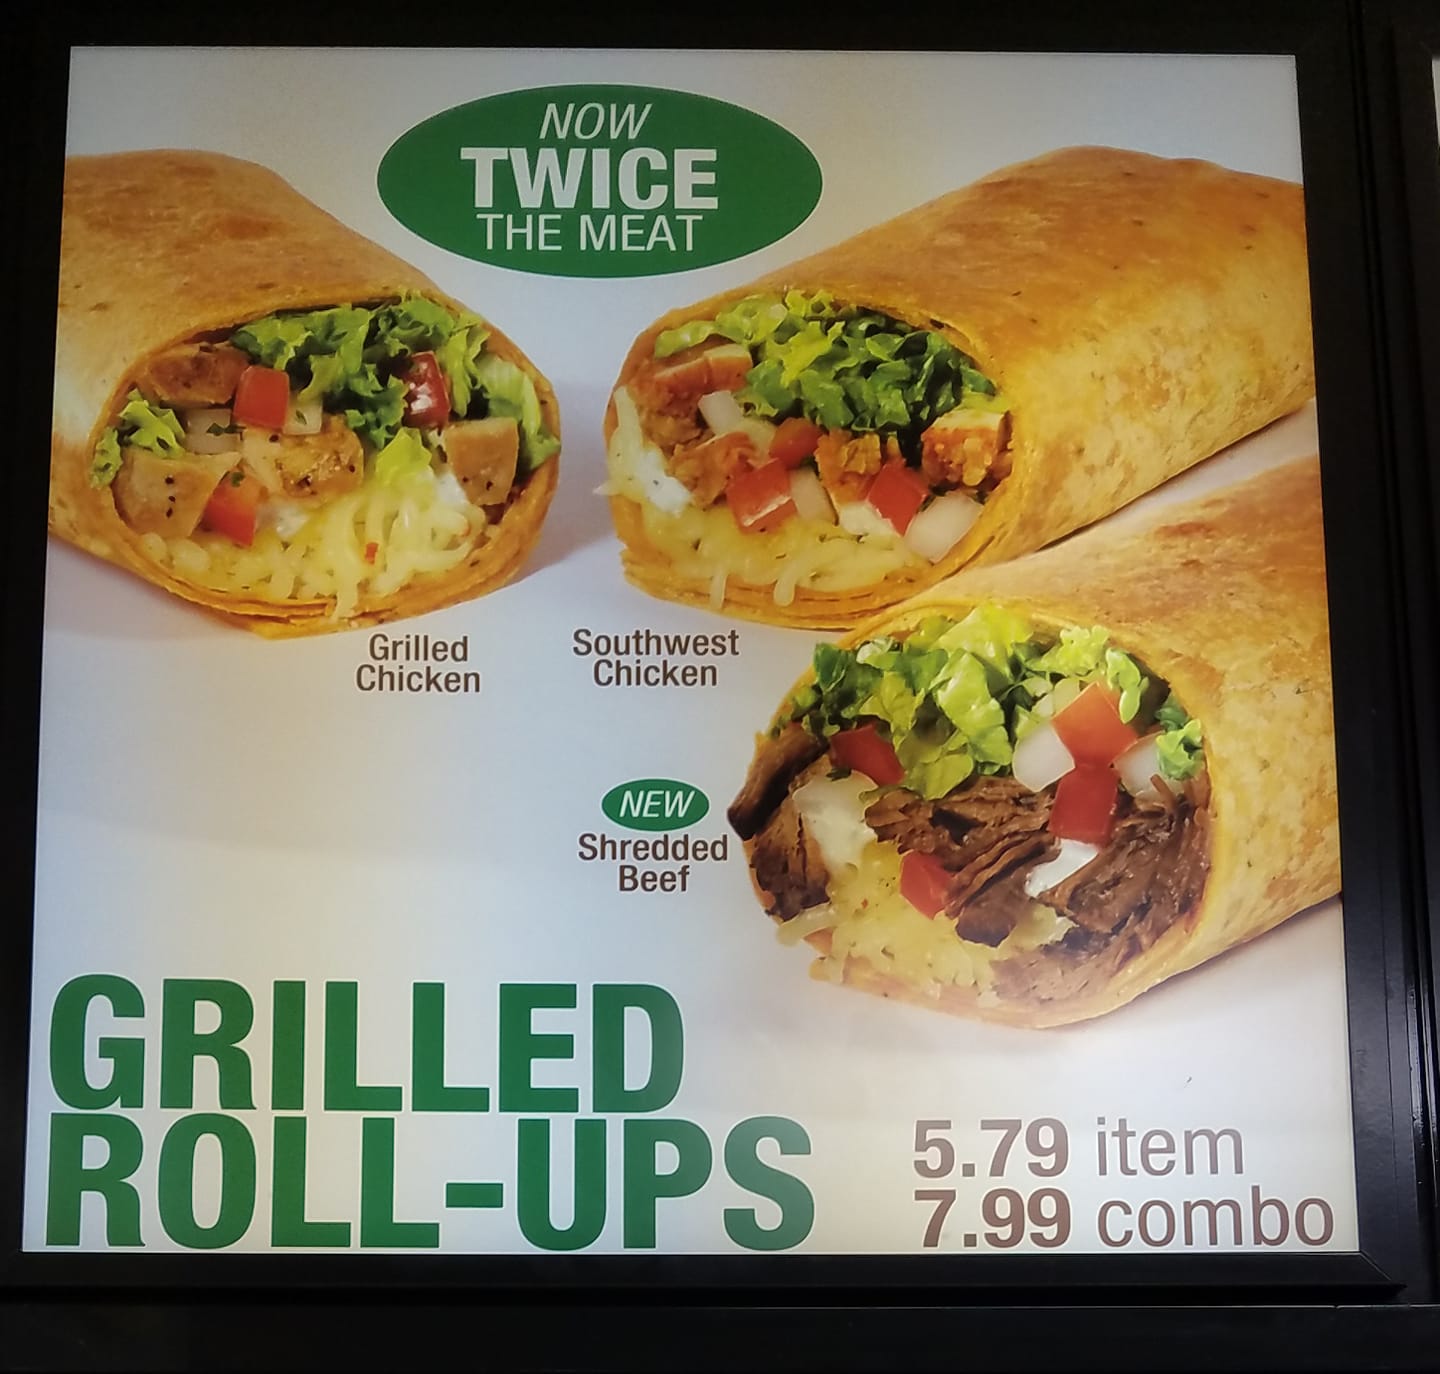 NOW
TWICE
THE MEAT
Grilled
Chicken
Southwest
Chicken
NEW
Shredded
Beef
GRILLED
ROLL-UPS
5.79 item
7.99 combo